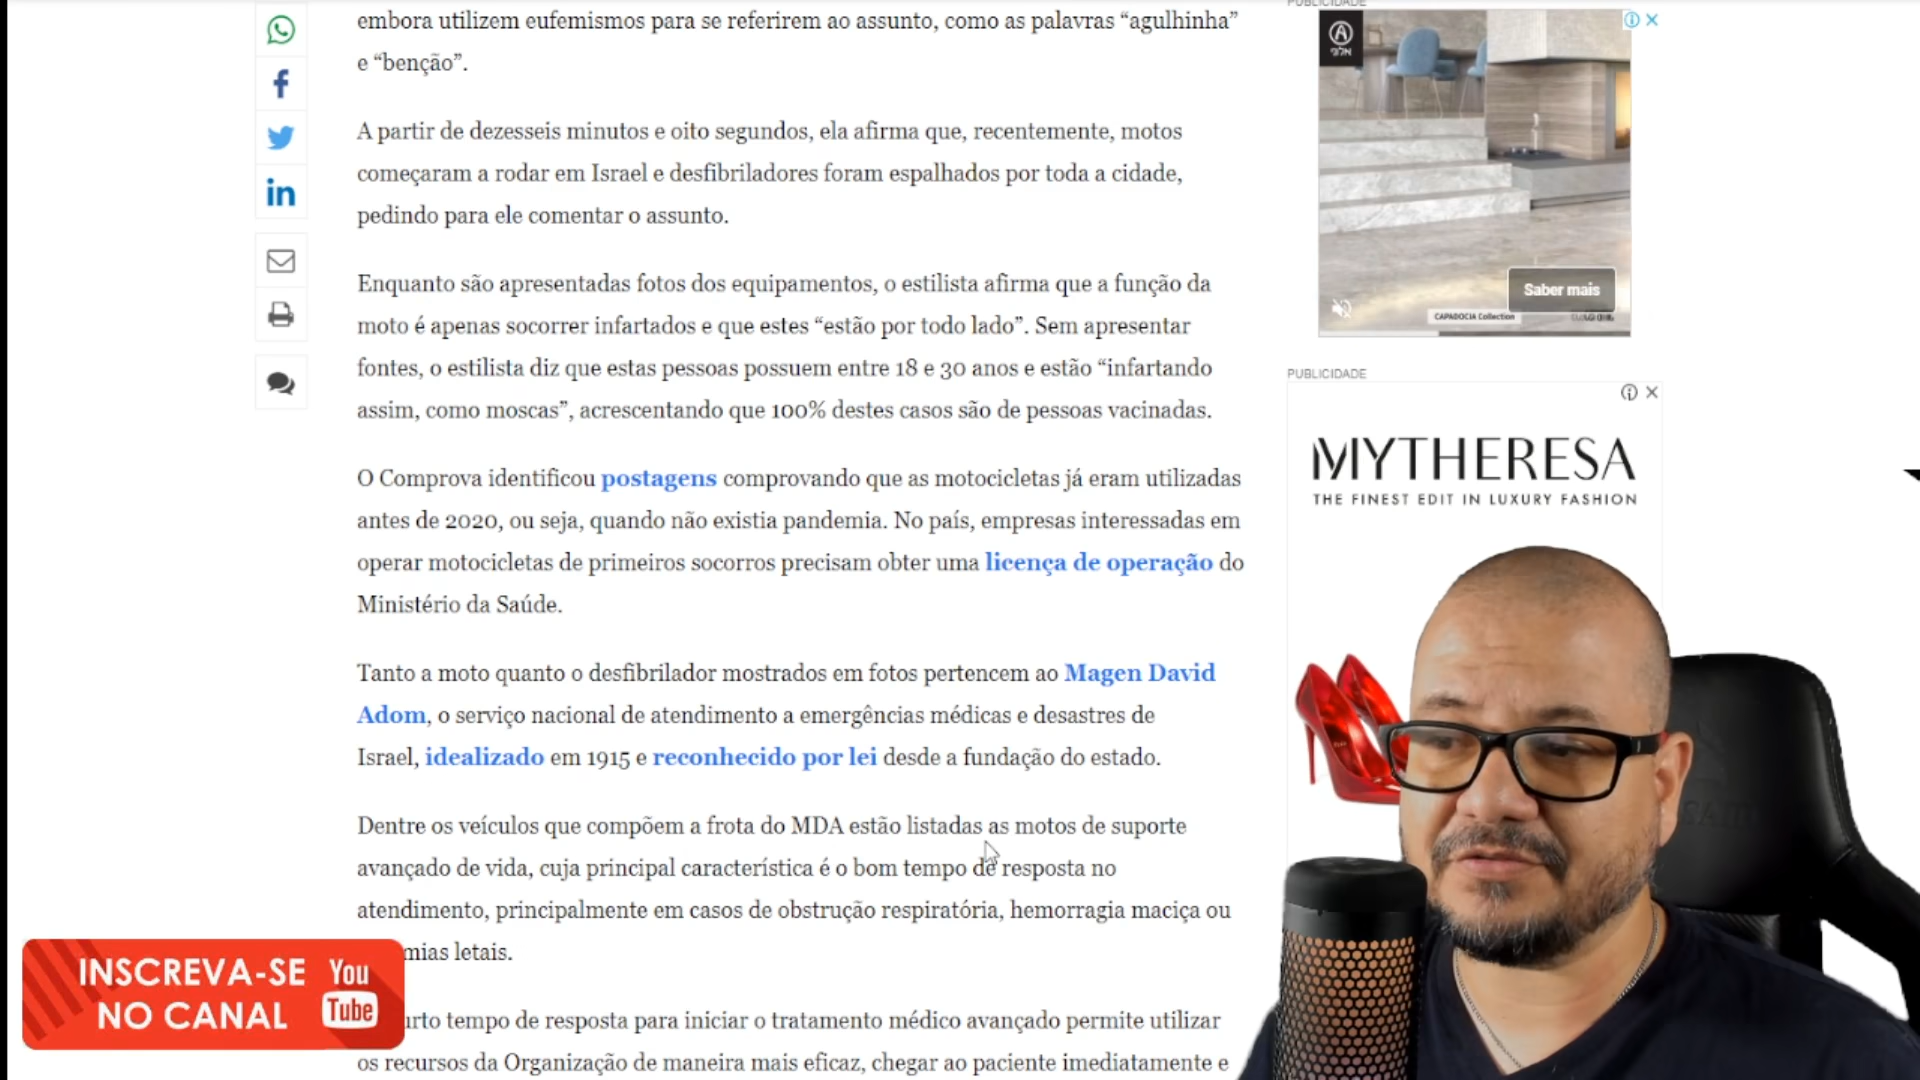 embora utilizem eufemismos para se referirem ao assunto, como as palavras “agulhinha”
e “benção”.
A partir de dezesseis minutos e oito segundos, ela afirma que, recentemente, motos
começaram a rodar em Israel e desfibriladores foram espalhados por toda a cidade,
pedindo para ele comentar o assunto.
Enquanto são apresentadas fotos dos equipamentos, o estilista afirma que a função da
moto é apenas socorrer infartados e que estes “estão por todo lado”. Sem apresentar
fontes, o estilista diz que estas pessoas possuem entre 18 e 30 anos e estão “infartando
assim, como moscas”, acrescentando que 100% destes casos são de pessoas vacinadas.
O Comprova identificou postagens comprovando que as motocicletas já eram utilizadas
antes de 2020, ou seja, quando não existia pandemia. No país, empresas interessadas em
operar motocicletas de primeiros socorros precisam obter uma licença de operação do
Ministério da Saúde.
Tanto a moto quanto o desfibrilador mostrados em fotos pertencem ao Magen David
Adom, o serviço nacional de atendimento a emergências médicas e desastres de
Israel, idealizado em 1915 e reconhecido por lei desde a fundação do estado.
Dentre os veículos que compõem a frota do MDA estão listadas as motos de suporte
avançado de vida, cuja principal característica é o bom tempo de resposta no
atendimento, principalmente em casos de obstrução respiratória, hemorragia maciça ou
mias letais.
urto tempo de resposta para iniciar o tratamento médico avançado permite utilizar
os recursos da Organização de maneira mais eficaz, chegar ao paciente imediatamente e
INSCREVA-SE
NO CANAL
You
Tube
PUBLICIDADE
Saber mais
CAPADOCIA Collection
PUBLICIDADE
MYTHERESA
THE FINEST EDIT IN LUXURY FASHION